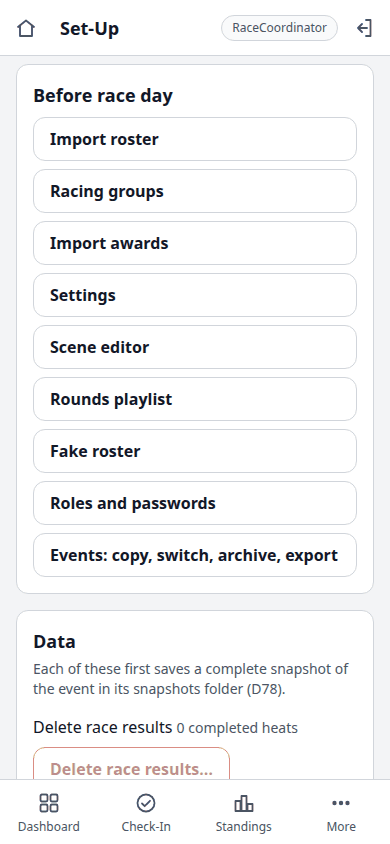 Set-Up
RaceCoordinator
Before race day
Import roster
Racing groups
Import awards
Settings
Scene editor
Rounds playlist
Fake roster
Roles and passwords
Events: copy, switch, archive, export
Data
Each of these first saves a complete snapshot of
the event in its snapshots folder (D78).
Delete race results 0 completed heats
Delete race results...
Dashboard
Check-In
Standings
More